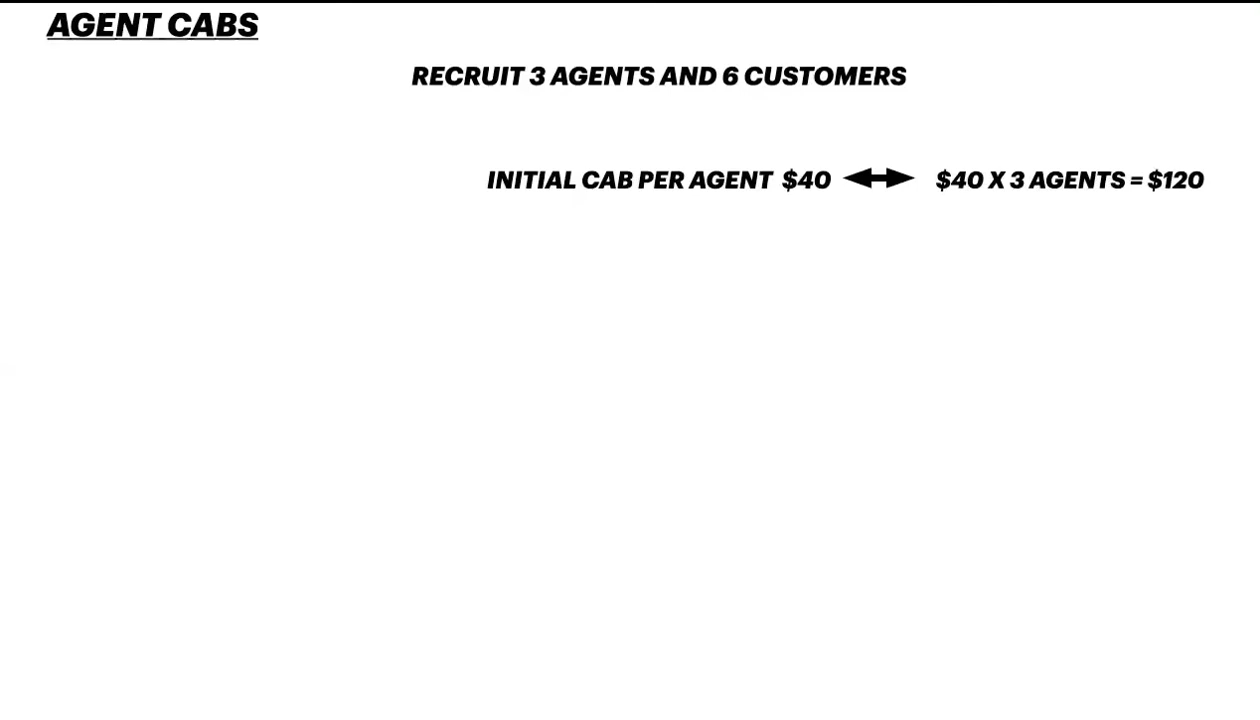 AGENT CABS
RECRUIT 3 AGENTS AND 6 CUSTOMERS
INITIAL CAB PER AGENT $40 $40 X 3 AGENTS = $120